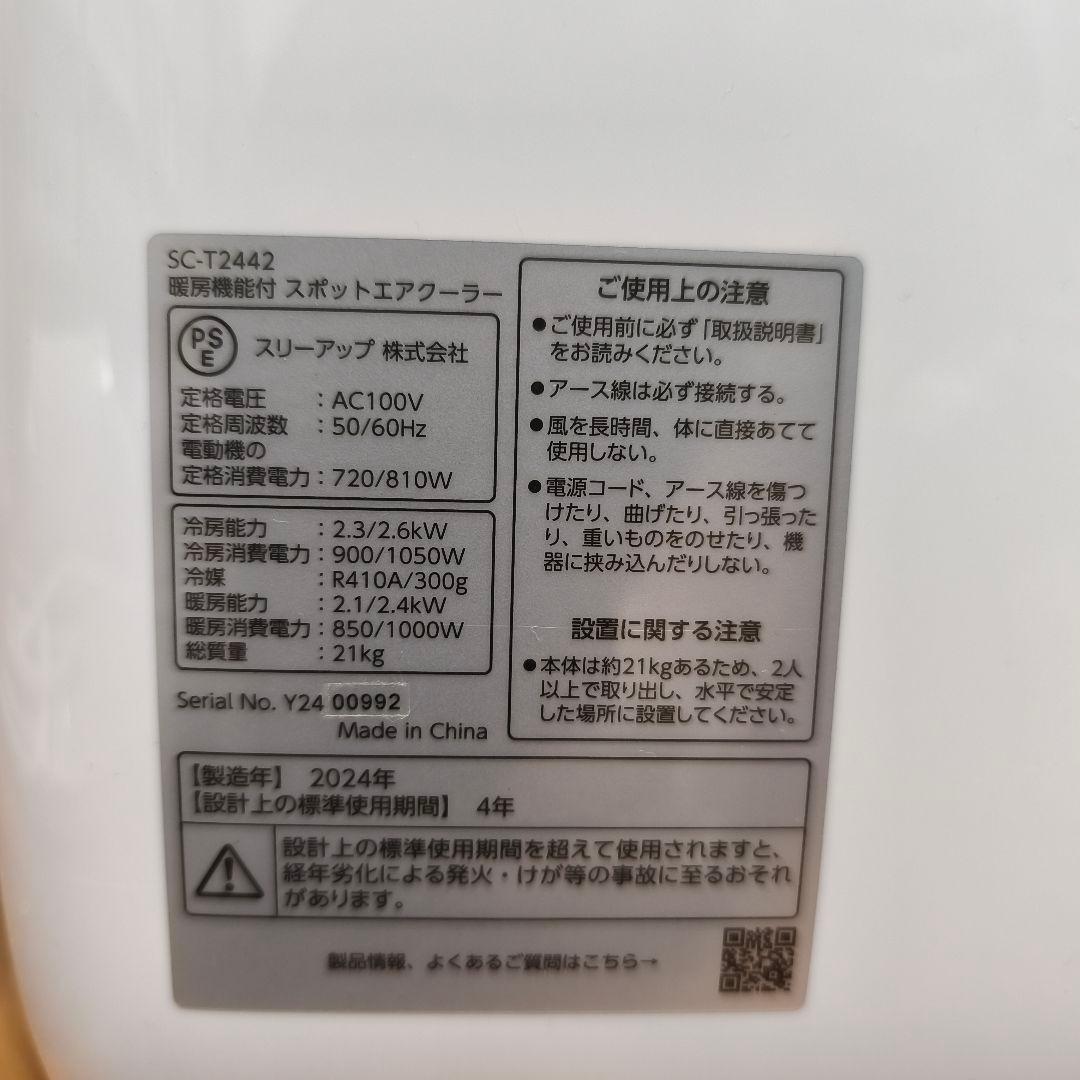 SC-T2442
暖房機能付 スポットエアクーラー
PS
E
スリーアップ 株式会社
定格電圧 : AC100V
定格周波数 : 50/60Hz
電動機の
定格消費電力 : 720/810W
冷房能力 : 2.3/2.6kW
冷房消費電力 : 900/1050W
冷媒 : R410A/300g
暖房能力 : 2.1/2.4kW
暖房消費電力 : 850/1000W
総質量 : 21kg
Serial No. Y24 00992
Made in China
ご使用上の注意
●ご使用前に必ず「取扱説明書」
をお読みください。
●アース線は必ず接続する。
●風を長時間、体に直接あてて
使用しない。
●電源コード、アース線を傷つ
けたり、曲げたり、引っ張った
り、重いものをのせたり、機
器に挟み込んだりしない。
設置に関する注意
●本体は約21kgあるため、2人
以上で取り出し、水平で安定
した場所に設置してください。
【製造年】 2024年
【設計上の標準使用期間】 4年
設計上の標準使用期間を超えて使用されますと、
経年劣化による発火・けが等の事故に至るおそれ
があります。
製品情報、よくあるご質問はこちら→